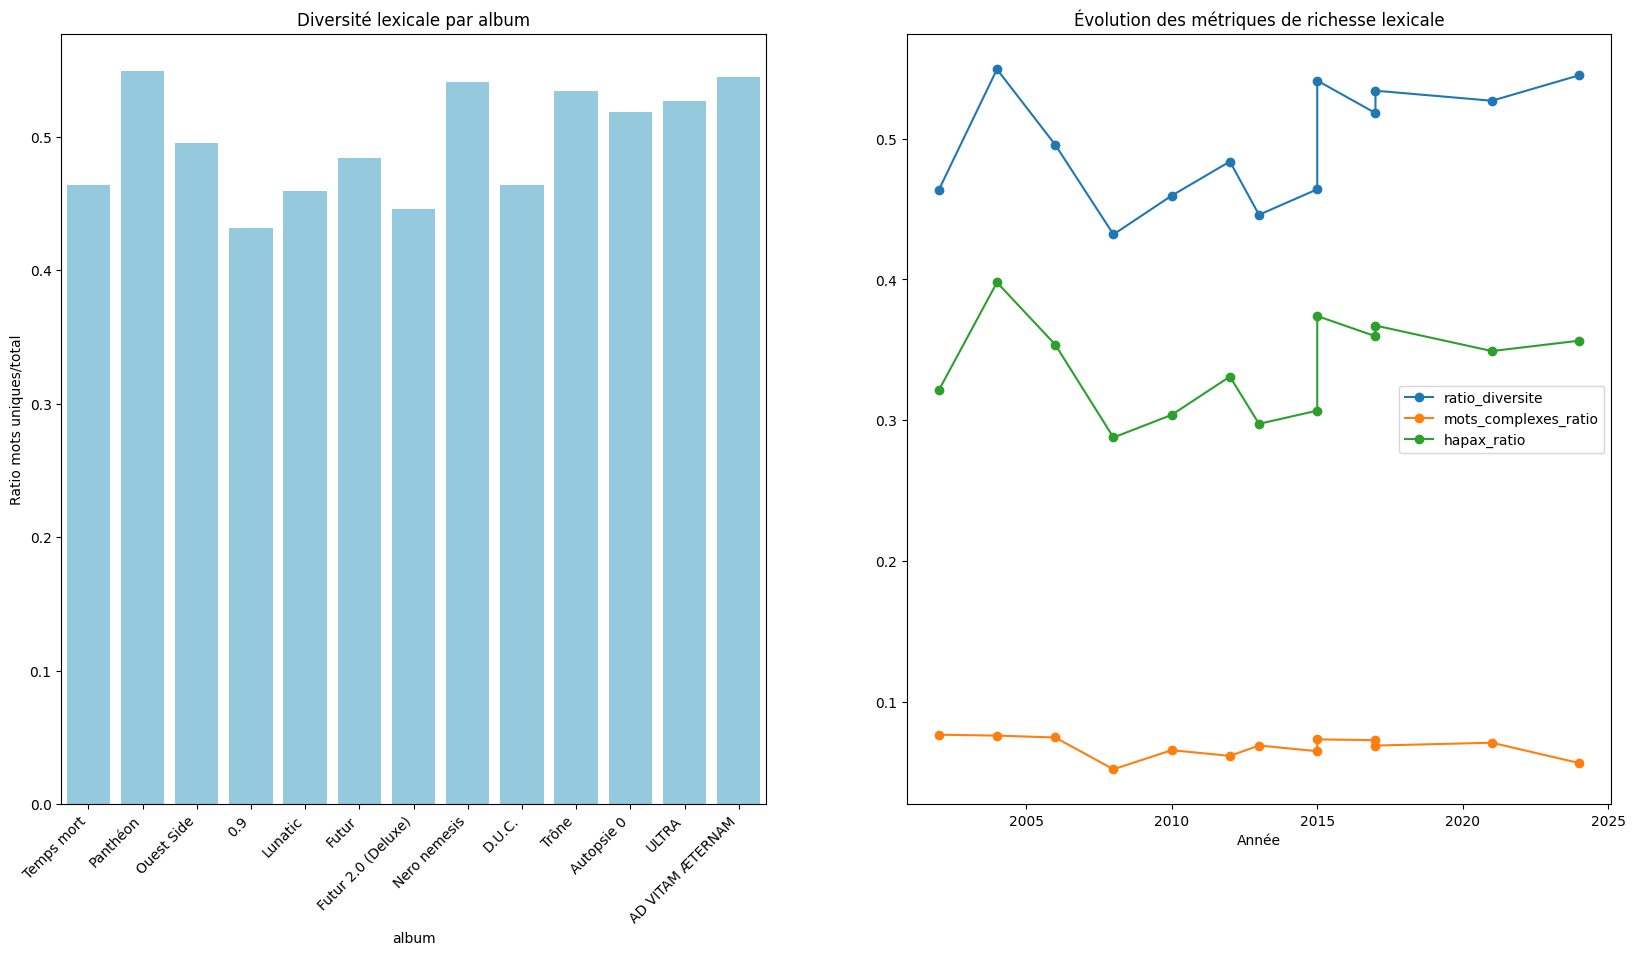 Diversité lexicale par album
Ratio mots uniques/total
0.5
0.4
0.3
0.2
0.1
0.0
Temps mort
Panthéon
Ouest Side
0.9
Lunatic
Futur
Futur 2.0 (Deluxe)
Nero nemesis
D.U.C.
Trône
Autopsie 0
ULTRA
AD VITAM ÆTERNAM
album
Évolution des métriques de richesse lexicale
0.5
0.4
0.3
0.2
0.1
ratio_diversite
mots_complexes_ratio
hapax_ratio
2005
2010
2015
2020
2025
Année